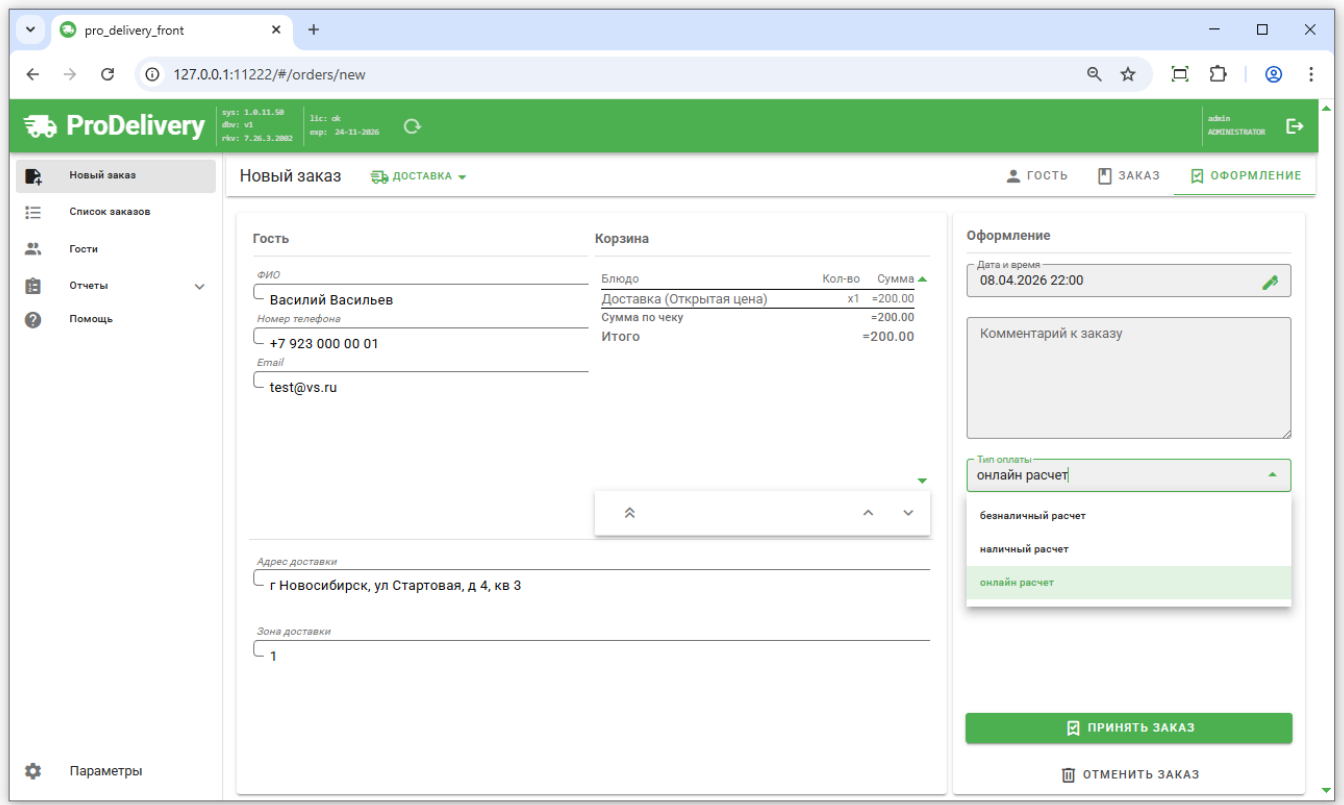 pro_delivery_front
127.0.0.1:11222/#/orders/new
ProDelivery
sys: 1.0.11.50
dbv: v1
rkv: 7.26.3.2002
lic: ok
exp: 24-11-2026
admin
ADMINISTRATOR
Новый заказ
Список заказов
Гости
Отчеты
Помощь
Параметры
Новый заказ
ДОСТАВКА
ГОСТЬ
ЗАКАЗ
ОФОРМЛЕНИЕ
Гость
ФИО
Василий Васильев
Номер телефона
+7 923 000 00 01
Email
test@vs.ru
Корзина
Блюдо Кол-во Сумма
Доставка (Открытая цена) x1 =200.00
Сумма по чеку =200.00
Итого =200.00
Адрес доставки
г Новосибирск, ул Стартовая, д 4, кв 3
Зона доставки
1
Оформление
Дата и время
08.04.2026 22:00
Комментарий к заказу
Тип оплаты
онлайн расчет
безналичный расчет
наличный расчет
онлайн расчет
ПРИНЯТЬ ЗАКАЗ
ОТМЕНИТЬ ЗАКАЗ